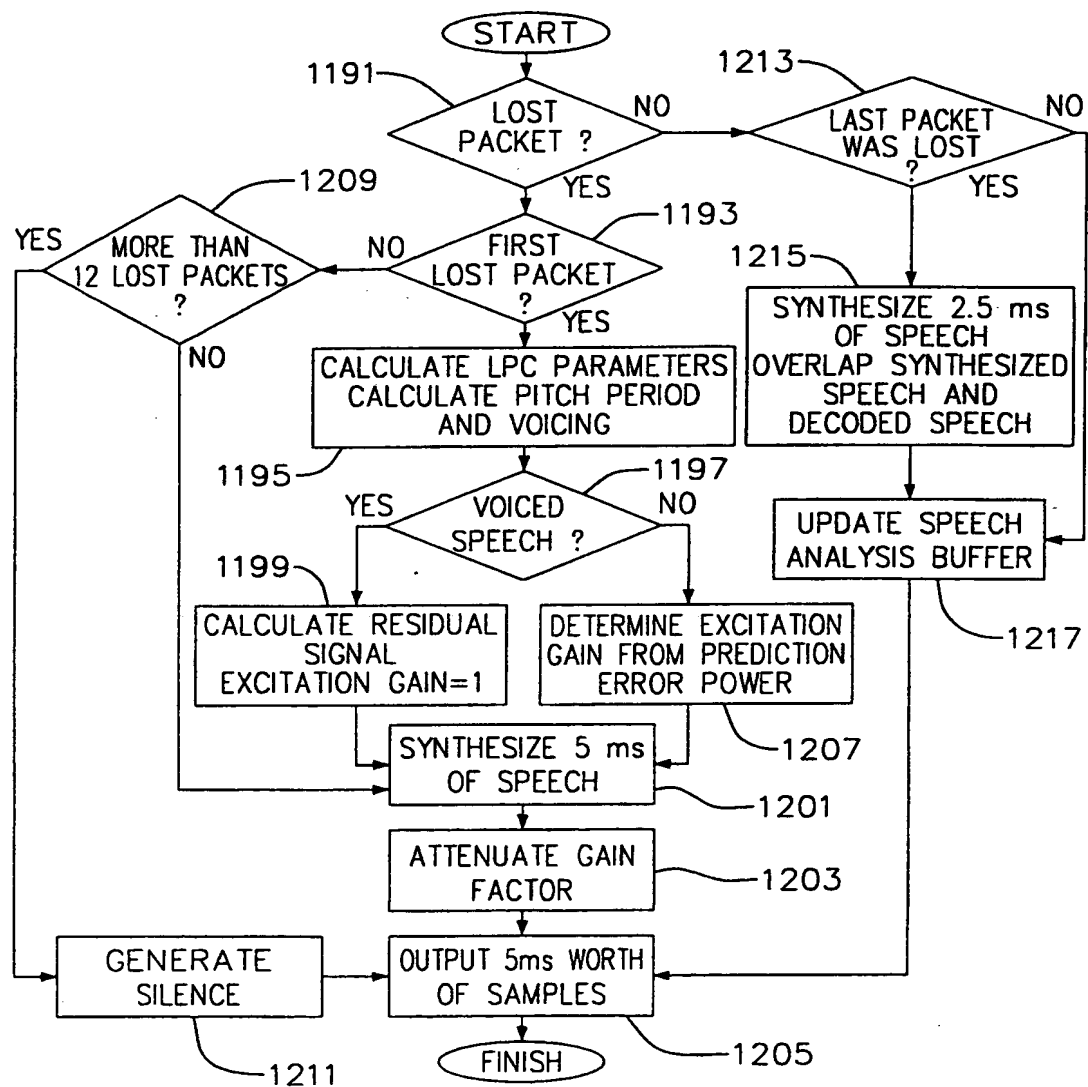 START
1191
LOST
PACKET ?
NO
YES
1213
LAST PACKET
WAS LOST
?
NO
YES
1209
YES
MORE THAN
12 LOST PACKETS
?
NO
NO
1193
FIRST
LOST PACKET
?
YES
1215
SYNTHESIZE 2.5 ms
OF SPEECH
OVERLAP SYNTHESIZED
SPEECH AND
DECODED SPEECH
CALCULATE LPC PARAMETERS
CALCULATE PITCH PERIOD
AND VOICING
1195
1197
YES
VOICED
SPEECH ?
NO
UPDATE SPEECH
ANALYSIS BUFFER
1217
1199
CALCULATE RESIDUAL
SIGNAL
EXCITATION GAIN=1
DETERMINE EXCITATION
GAIN FROM PREDICTION
ERROR POWER
1207
SYNTHESIZE 5 ms
OF SPEECH
1201
ATTENUATE GAIN
FACTOR
1203
GENERATE
SILENCE
1211
OUTPUT 5ms WORTH
OF SAMPLES
1205
FINISH